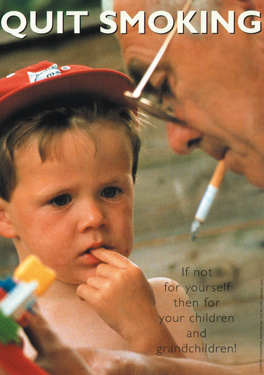 QUIT SMOKING
If not
for yourself
then for
your children
and
grandchildren!